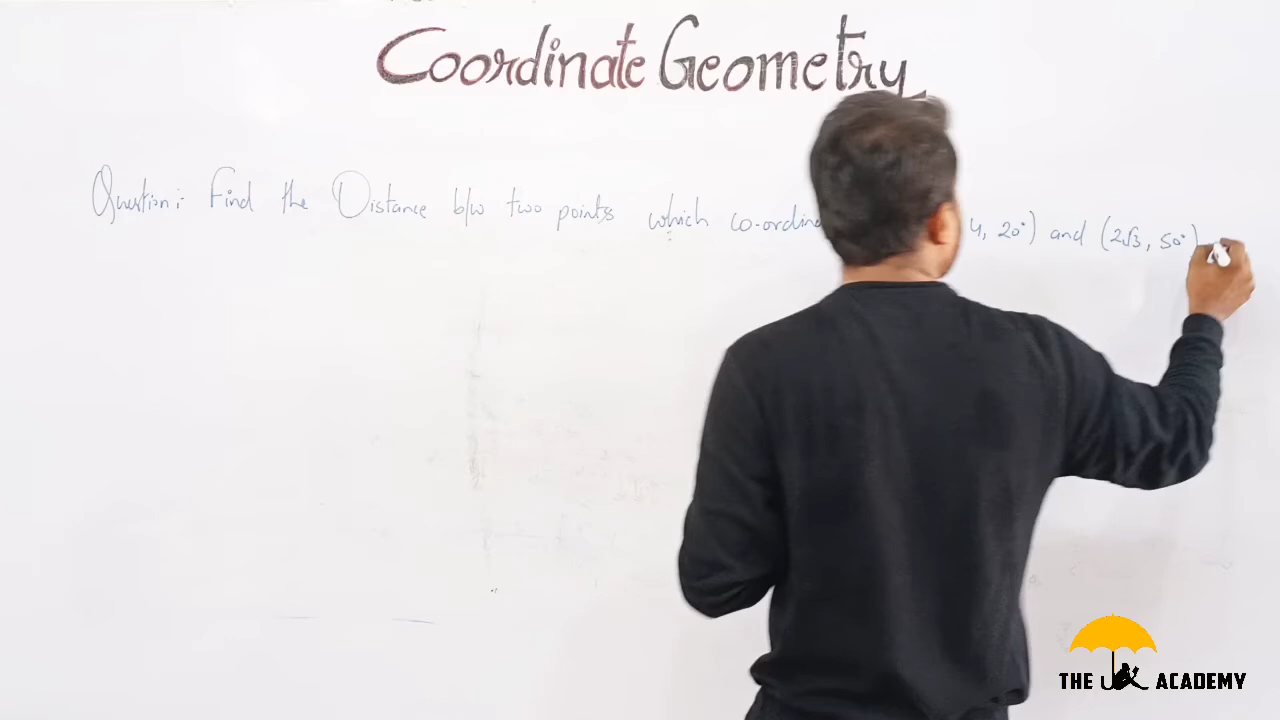 Coordinate Geometry
Question:- Find the Distance b/w two points which co-ordina 4, 20°) and (2√3, 50°)
THE ACADEMY